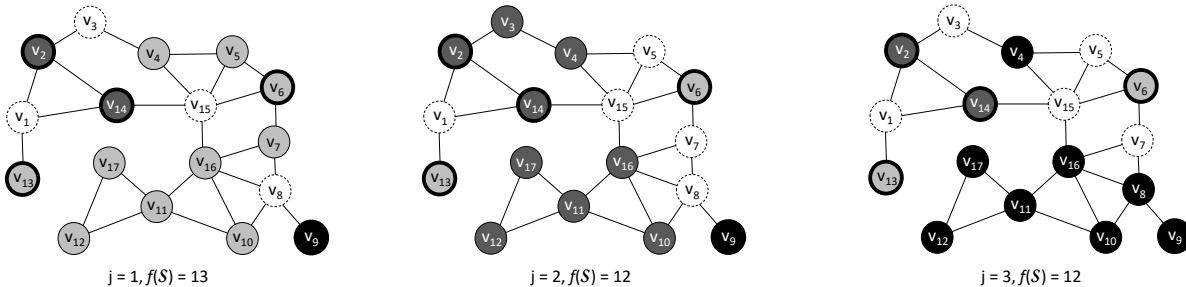 v3
v2
v4
v5
v6
v14
v15
v1
v7
v17
v16
v13
v8
v11
v12
v10
v9
j = 1, f(S) = 13
v3
v2
v4
v5
v6
v14
v15
v1
v7
v17
v16
v13
v8
v11
v12
v10
v9
j = 2, f(S) = 12
v3
v2
v4
v5
v6
v14
v15
v1
v7
v17
v16
v13
v8
v11
v12
v10
v9
j = 3, f(S) = 12